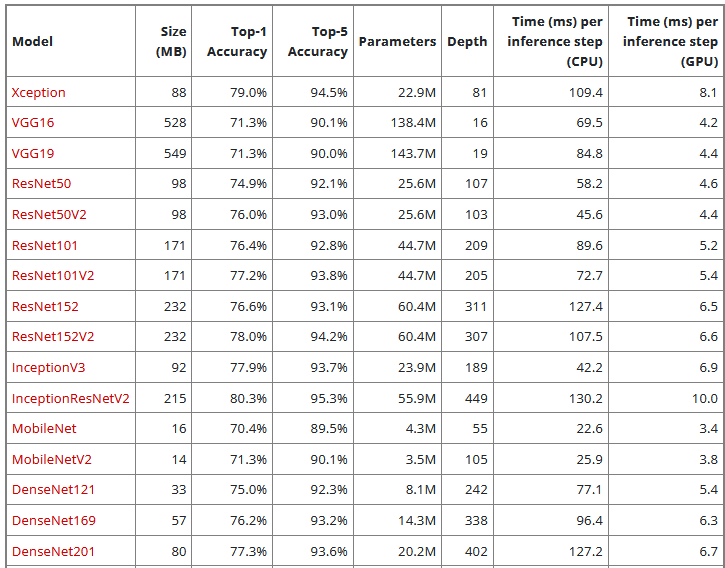 Model Size (MB) Top-1 Accuracy Top-5 Accuracy Parameters Depth Time (ms) per inference step (CPU) Time (ms) per inference step (GPU)
Xception 88 79.0% 94.5% 22.9M 81 109.4 8.1
VGG16 528 71.3% 90.1% 138.4M 16 69.5 4.2
VGG19 549 71.3% 90.0% 143.7M 19 84.8 4.4
ResNet50 98 74.9% 92.1% 25.6M 107 58.2 4.6
ResNet50V2 98 76.0% 93.0% 25.6M 103 45.6 4.4
ResNet101 171 76.4% 92.8% 44.7M 209 89.6 5.2
ResNet101V2 171 77.2% 93.8% 44.7M 205 72.7 5.4
ResNet152 232 76.6% 93.1% 60.4M 311 127.4 6.5
ResNet152V2 232 78.0% 94.2% 60.4M 307 107.5 6.6
InceptionV3 92 77.9% 93.7% 23.9M 189 42.2 6.9
InceptionResNetV2 215 80.3% 95.3% 55.9M 449 130.2 10.0
MobileNet 16 70.4% 89.5% 4.3M 55 22.6 3.4
MobileNetV2 14 71.3% 90.1% 3.5M 105 25.9 3.8
DenseNet121 33 75.0% 92.3% 8.1M 242 77.1 5.4
DenseNet169 57 76.2% 93.2% 14.3M 338 96.4 6.3
DenseNet201 80 77.3% 93.6% 20.2M 402 127.2 6.7